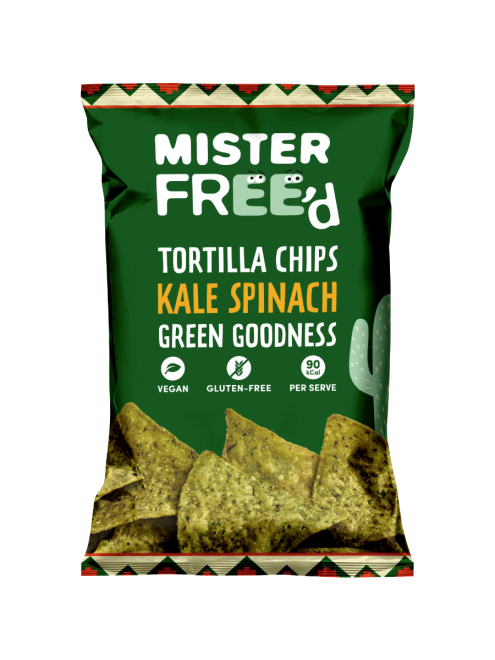 MISTER
FREE'd
TORTILLA CHIPS
KALE SPINACH
GREEN GOODNESS
90
kCal
VEGAN
GLUTEN-FREE
PER SERVE